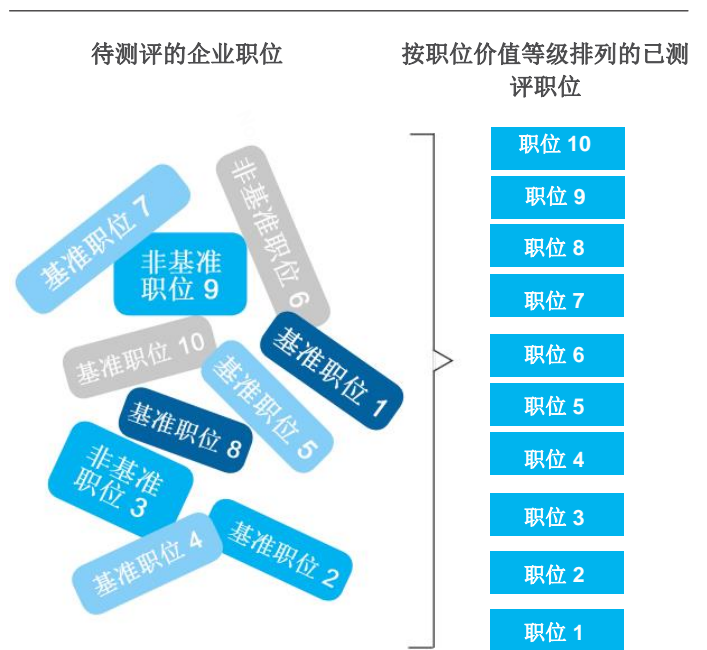 待测评的企业职位
按职位价值等级排列的已测
评职位
基准职位 7
非基准职位 6
非基准
职位 9
基准职位 10
基准职位 1
基准职位 5
基准职位 8
非基准
职位 3
基准职位 4
基准职位 2
职位 10
职位 9
职位 8
职位 7
职位 6
职位 5
职位 4
职位 3
职位 2
职位 1